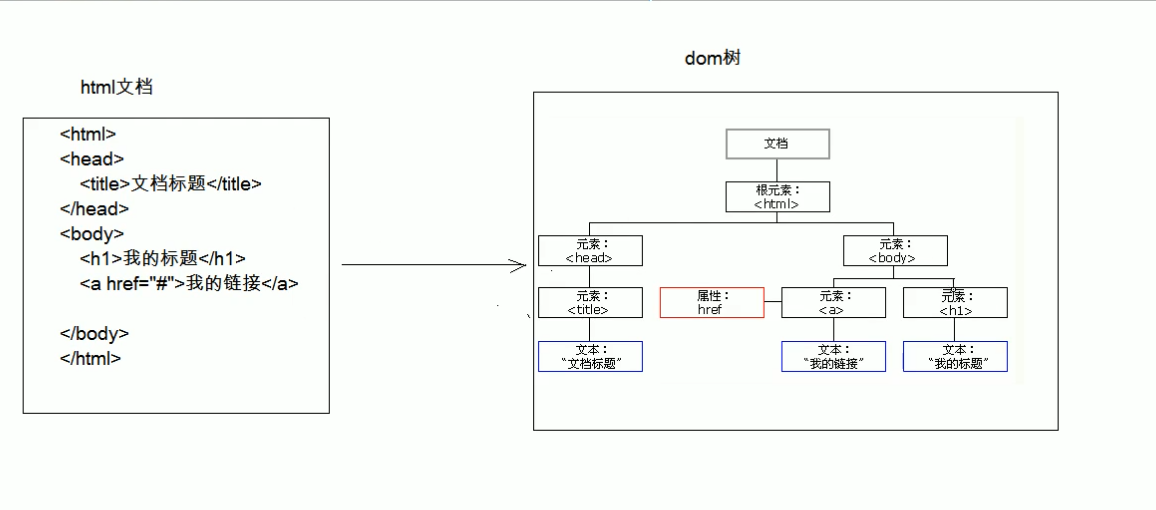 html文档
<html>
<head>
<title>文档标题</title>
</head>
<body>
<h1>我的标题</h1>
<a href="#">我的链接</a>
</body>
</html>
dom树
文档
根元素：
<html>
元素：
<head>
元素：
<body>
元素：
<title>
属性：
href
元素：
<a>
元素：
<h1>
文本：
“文档标题”
文本：
“我的链接”
文本：
“我的标题”